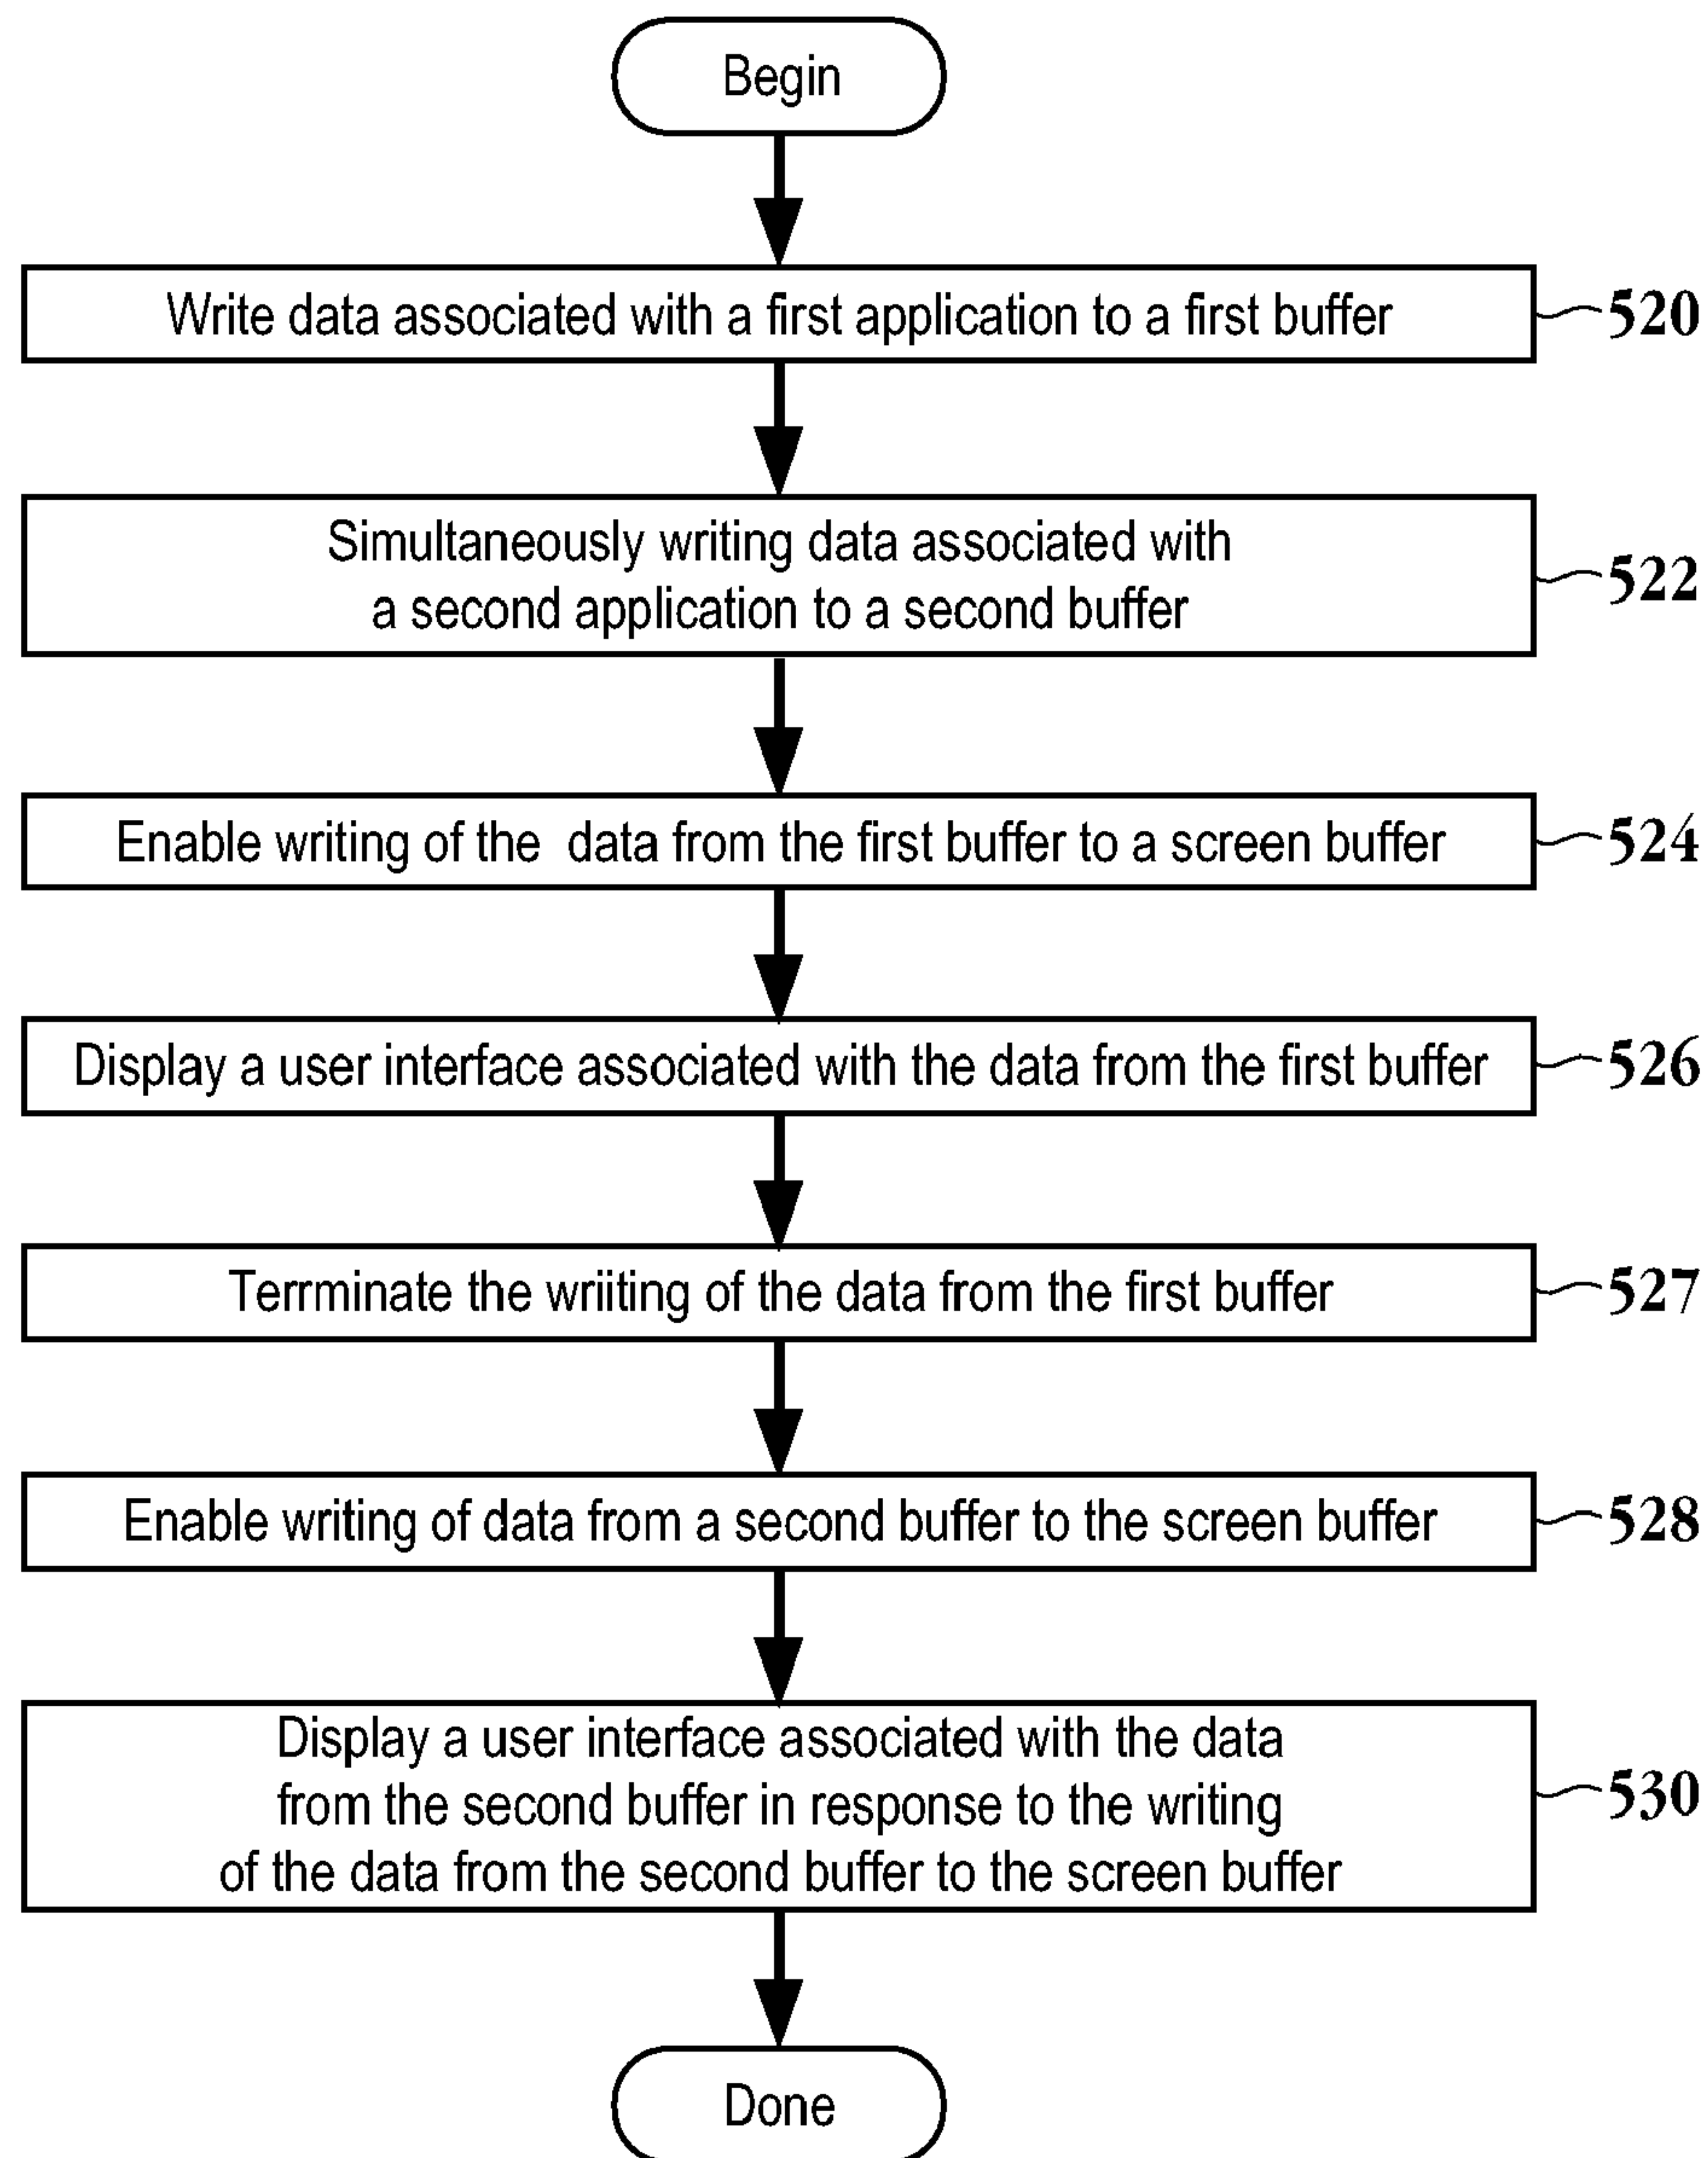 Begin
Write data associated with a first application to a first buffer
520
Simultaneously writing data associated with
a second application to a second buffer
522
Enable writing of the data from the first buffer to a screen buffer
524
Display a user interface associated with the data from the first buffer
526
Terrminate the wriiting of the data from the first buffer
527
Enable writing of data from a second buffer to the screen buffer
528
Display a user interface associated with the data
from the second buffer in response to the writing
of the data from the second buffer to the screen buffer
530
Done